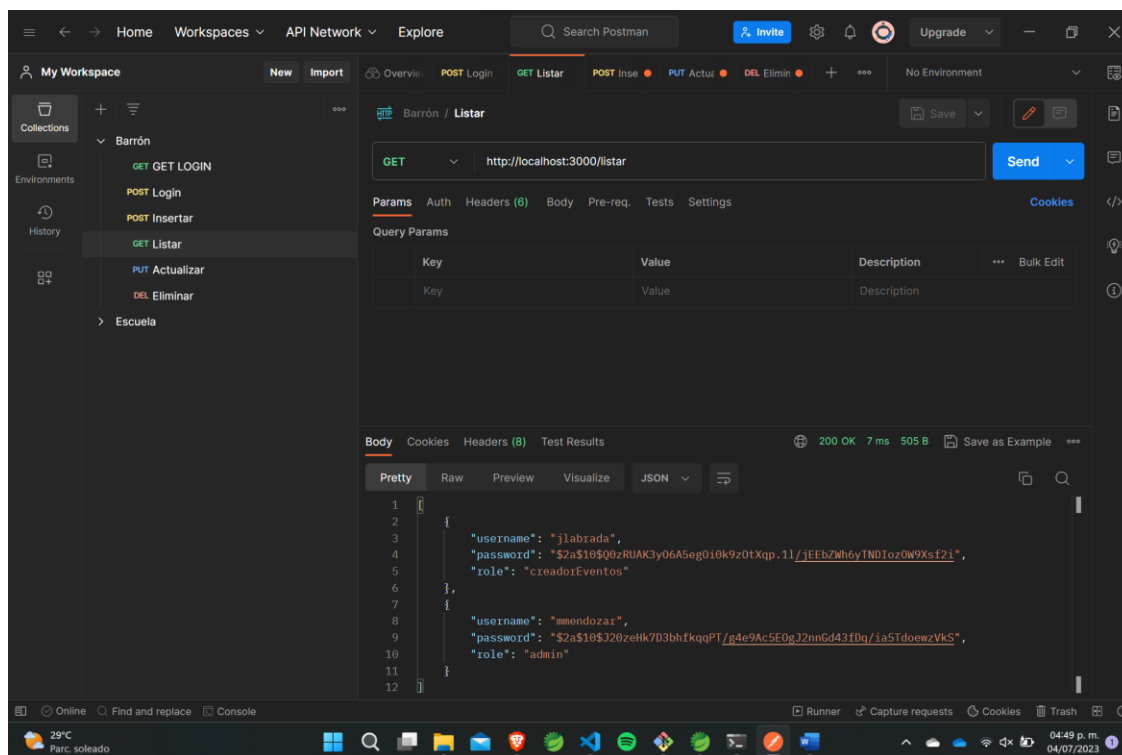 Home Workspaces API Network Explore Search Postman Invite Upgrade
My Workspace New Import Overvie POST Login GET Listar POST Inse PUT Actua DEL Elimin No Environment
Collections
Environments
History
Barrón
GET GET LOGIN
POST Login
POST Insertar
GET Listar
PUT Actualizar
DEL Eliminar
Escuela
HTTP Barrón / Listar Save
GET http://localhost:3000/listar Send
Params Auth Headers (6) Body Pre-req. Tests Settings Cookies
Query Params
Key Value Description Bulk Edit
Key Value Description
Body Cookies Headers (8) Test Results 200 OK 7 ms 505 B Save as Example
Pretty Raw Preview Visualize JSON
1 [
2 {
3 "username": "jlabrada",
4 "password": "$2a$10$Q0zRUAK3yO6A5egOi0k9zOtXqp.1l/jEEbZWh6yTNDIozOW9Xsf2i",
5 "role": "creadorEventos"
6 },
7 {
8 "username": "mmendozar",
9 "password": "$2a$10$J20zeHk7D3bhfkqqPT/g4e9Ac5EOgJ2nnGd43fDq/ia5TdoewzVkS",
10 "role": "admin"
11 }
12 ]
Online Find and replace Console Runner Capture requests Cookies Trash
29°C
Parc. soleado
04:49 p. m.
04/07/2023
1